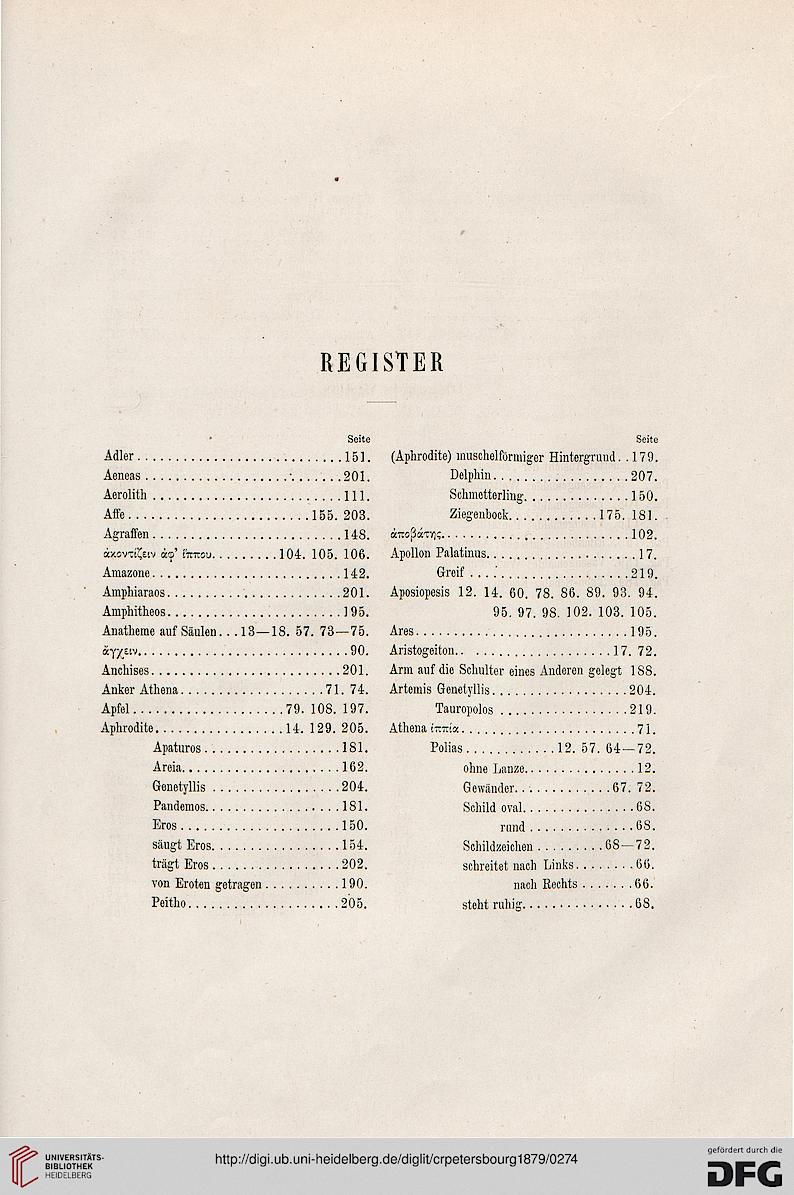 REGISTER
Seite
Adler . . . . . . . . . . . . . . . . . . . . . . . . . . 151.
Aeneas . . . . . . . . . . . . . . . . . . . . . . . . . 201.
Aerolith . . . . . . . . . . . . . . . . . . . . . . . . 111.
Affe . . . . . . . . . . . . . . . . . . . . . . . 155. 203.
Agraffen . . . . . . . . . . . . . . . . . . . . . . . . 148.
ἀκοντίζειν ἀφ’ ἵππου . . . . . . . . . 104. 105. 106.
Amazone . . . . . . . . . . . . . . . . . . . . . . . . 142.
Amphiaraos . . . . . . . . . . . . . . . . . . . . . . 201.
Amphitheos . . . . . . . . . . . . . . . . . . . . . . 195.
Anatheme auf Säulen . . . 13—18. 57. 73—75.
ἄγχειν . . . . . . . . . . . . . . . . . . . . . . . . . . . 90.
Anchises . . . . . . . . . . . . . . . . . . . . . . . . 201.
Anker Athena . . . . . . . . . . . . . . . . . . 71. 74.
Apfel . . . . . . . . . . . . . . . . . . . . 79. 108. 197.
Aphrodite . . . . . . . . . . . . . . . . . 14. 129. 205.
Apaturos . . . . . . . . . . . . . . . . . . 181.
Areia . . . . . . . . . . . . . . . . . . . . . 162.
Genetyllis . . . . . . . . . . . . . . . . . 204.
Pandemos . . . . . . . . . . . . . . . . . . 181.
Eros . . . . . . . . . . . . . . . . . . . . . 150.
säugt Eros . . . . . . . . . . . . . . . . . 154.
trägt Eros . . . . . . . . . . . . . . . . . 202.
von Eroten getragen . . . . . . . . . . 190.
Peitho . . . . . . . . . . . . . . . . . . . . 205.
Seite
(Aphrodite) muschelförmiger Hintergrund . . 179.
Delphin . . . . . . . . . . . . . . . . . . 207.
Schmetterling . . . . . . . . . . . . . . 150.
Ziegenbock . . . . . . . . . . . . 175. 181.
ἀποβάτης . . . . . . . . . . . . . . . . . . . . . . . . . 102.
Apollon Palatinus . . . . . . . . . . . . . . . . . . . . 17.
Greif . . . . . . . . . . . . . . . . . . . . . 219.
Aposiopesis 12. 14. 60. 78. 86. 89. 93. 94.
95. 97. 98. 102. 103. 105.
Ares . . . . . . . . . . . . . . . . . . . . . . . . . . . . 195.
Aristogeiton . . . . . . . . . . . . . . . . . . . . 17. 72.
Arm auf die Schulter eines Anderen gelegt 188.
Artemis Genetyllis . . . . . . . . . . . . . . . . . . 204.
Tauropolos . . . . . . . . . . . . . . . . . 219.
Athena ἱππία . . . . . . . . . . . . . . . . . . . . . . . 71.
Polias . . . . . . . . . . . . 12. 57. 64—72.
ohne Lanze . . . . . . . . . . . . . . . 12.
Gewänder . . . . . . . . . . . . . 67. 72.
Schild oval . . . . . . . . . . . . . . . 68.
rund . . . . . . . . . . . . . . 68.
Schildzeichen . . . . . . . . . 68—72.
schreitet nach Links . . . . . . . . 66.
nach Rechts . . . . . . . 66.
steht ruhig . . . . . . . . . . . . . . . 68.
UNIVERSITÄTS-
BIBLIOTHEK
HEIDELBERG
http://digi.ub.uni-heidelberg.de/diglit/crpetersbourg1879/0274
gefördert durch die
DFG